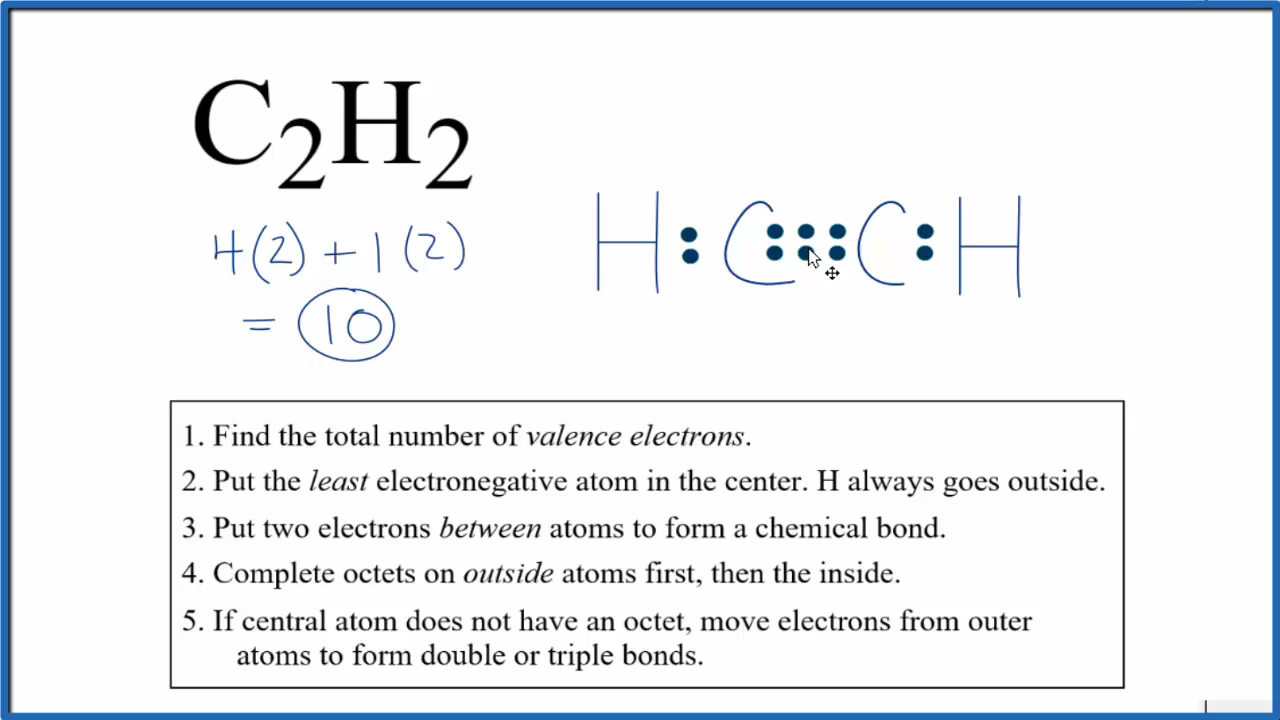 C₂H₂
4(2) + 1(2)
= 10
H : C ⁝⁝ C : H
1. Find the total number of valence electrons.
2. Put the least electronegative atom in the center. H always goes outside.
3. Put two electrons between atoms to form a chemical bond.
4. Complete octets on outside atoms first, then the inside.
5. If central atom does not have an octet, move electrons from outer
atoms to form double or triple bonds.